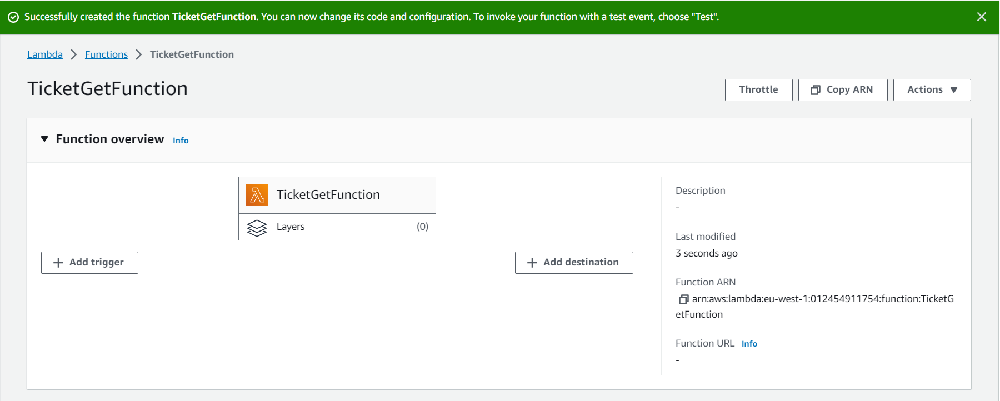 Successfully created the function TicketGetFunction. You can now change its code and configuration. To invoke your function with a test event, choose "Test".
Lambda
Functions
TicketGetFunction
TicketGetFunction
Throttle
Copy ARN
Actions
Function overview Info
TicketGetFunction
Layers (0)
Add trigger
Add destination
Description
-
Last modified
3 seconds ago
Function ARN
arn:aws:lambda:eu-west-1:012454911754:function:TicketG
etFunction
Function URL Info
-